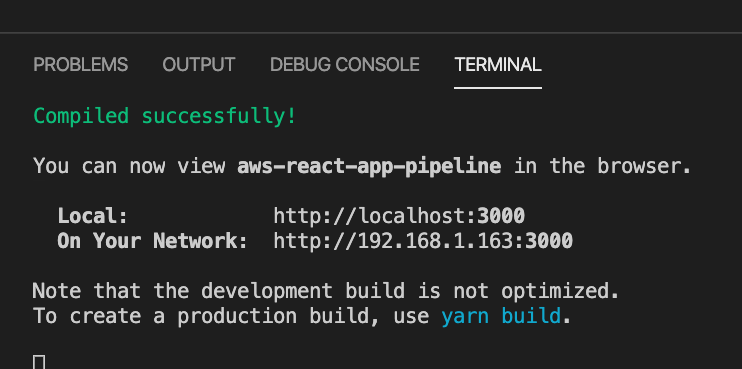 PROBLEMS OUTPUT DEBUG CONSOLE TERMINAL
Compiled successfully!
You can now view aws-react-app-pipeline in the browser.
Local: http://localhost:3000
On Your Network: http://192.168.1.163:3000
Note that the development build is not optimized.
To create a production build, use yarn build.